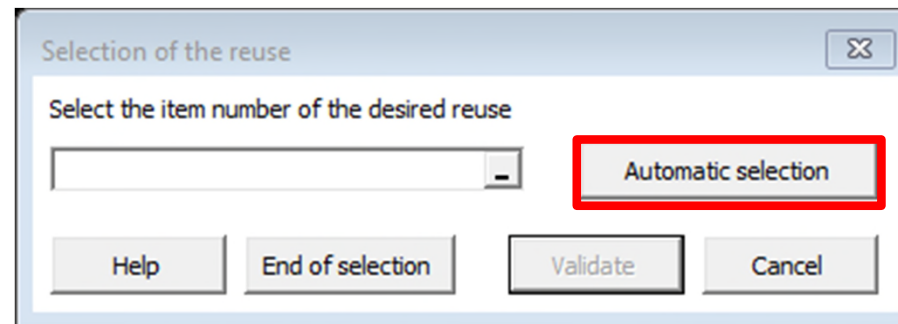 Selection of the reuse
Select the item number of the desired reuse
Automatic selection
Help End of selection Validate Cancel